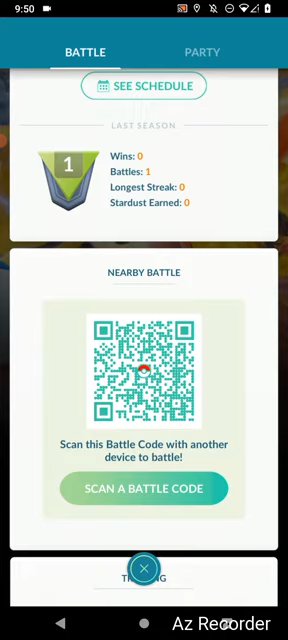 9:50
BATTLE
PARTY
SEE SCHEDULE
LAST SEASON
1
Wins: 0
Battles: 1
Longest Streak: 0
Stardust Earned: 0
NEARBY BATTLE
Scan this Battle Code with another
device to battle!
SCAN A BATTLE CODE
Az Recorder